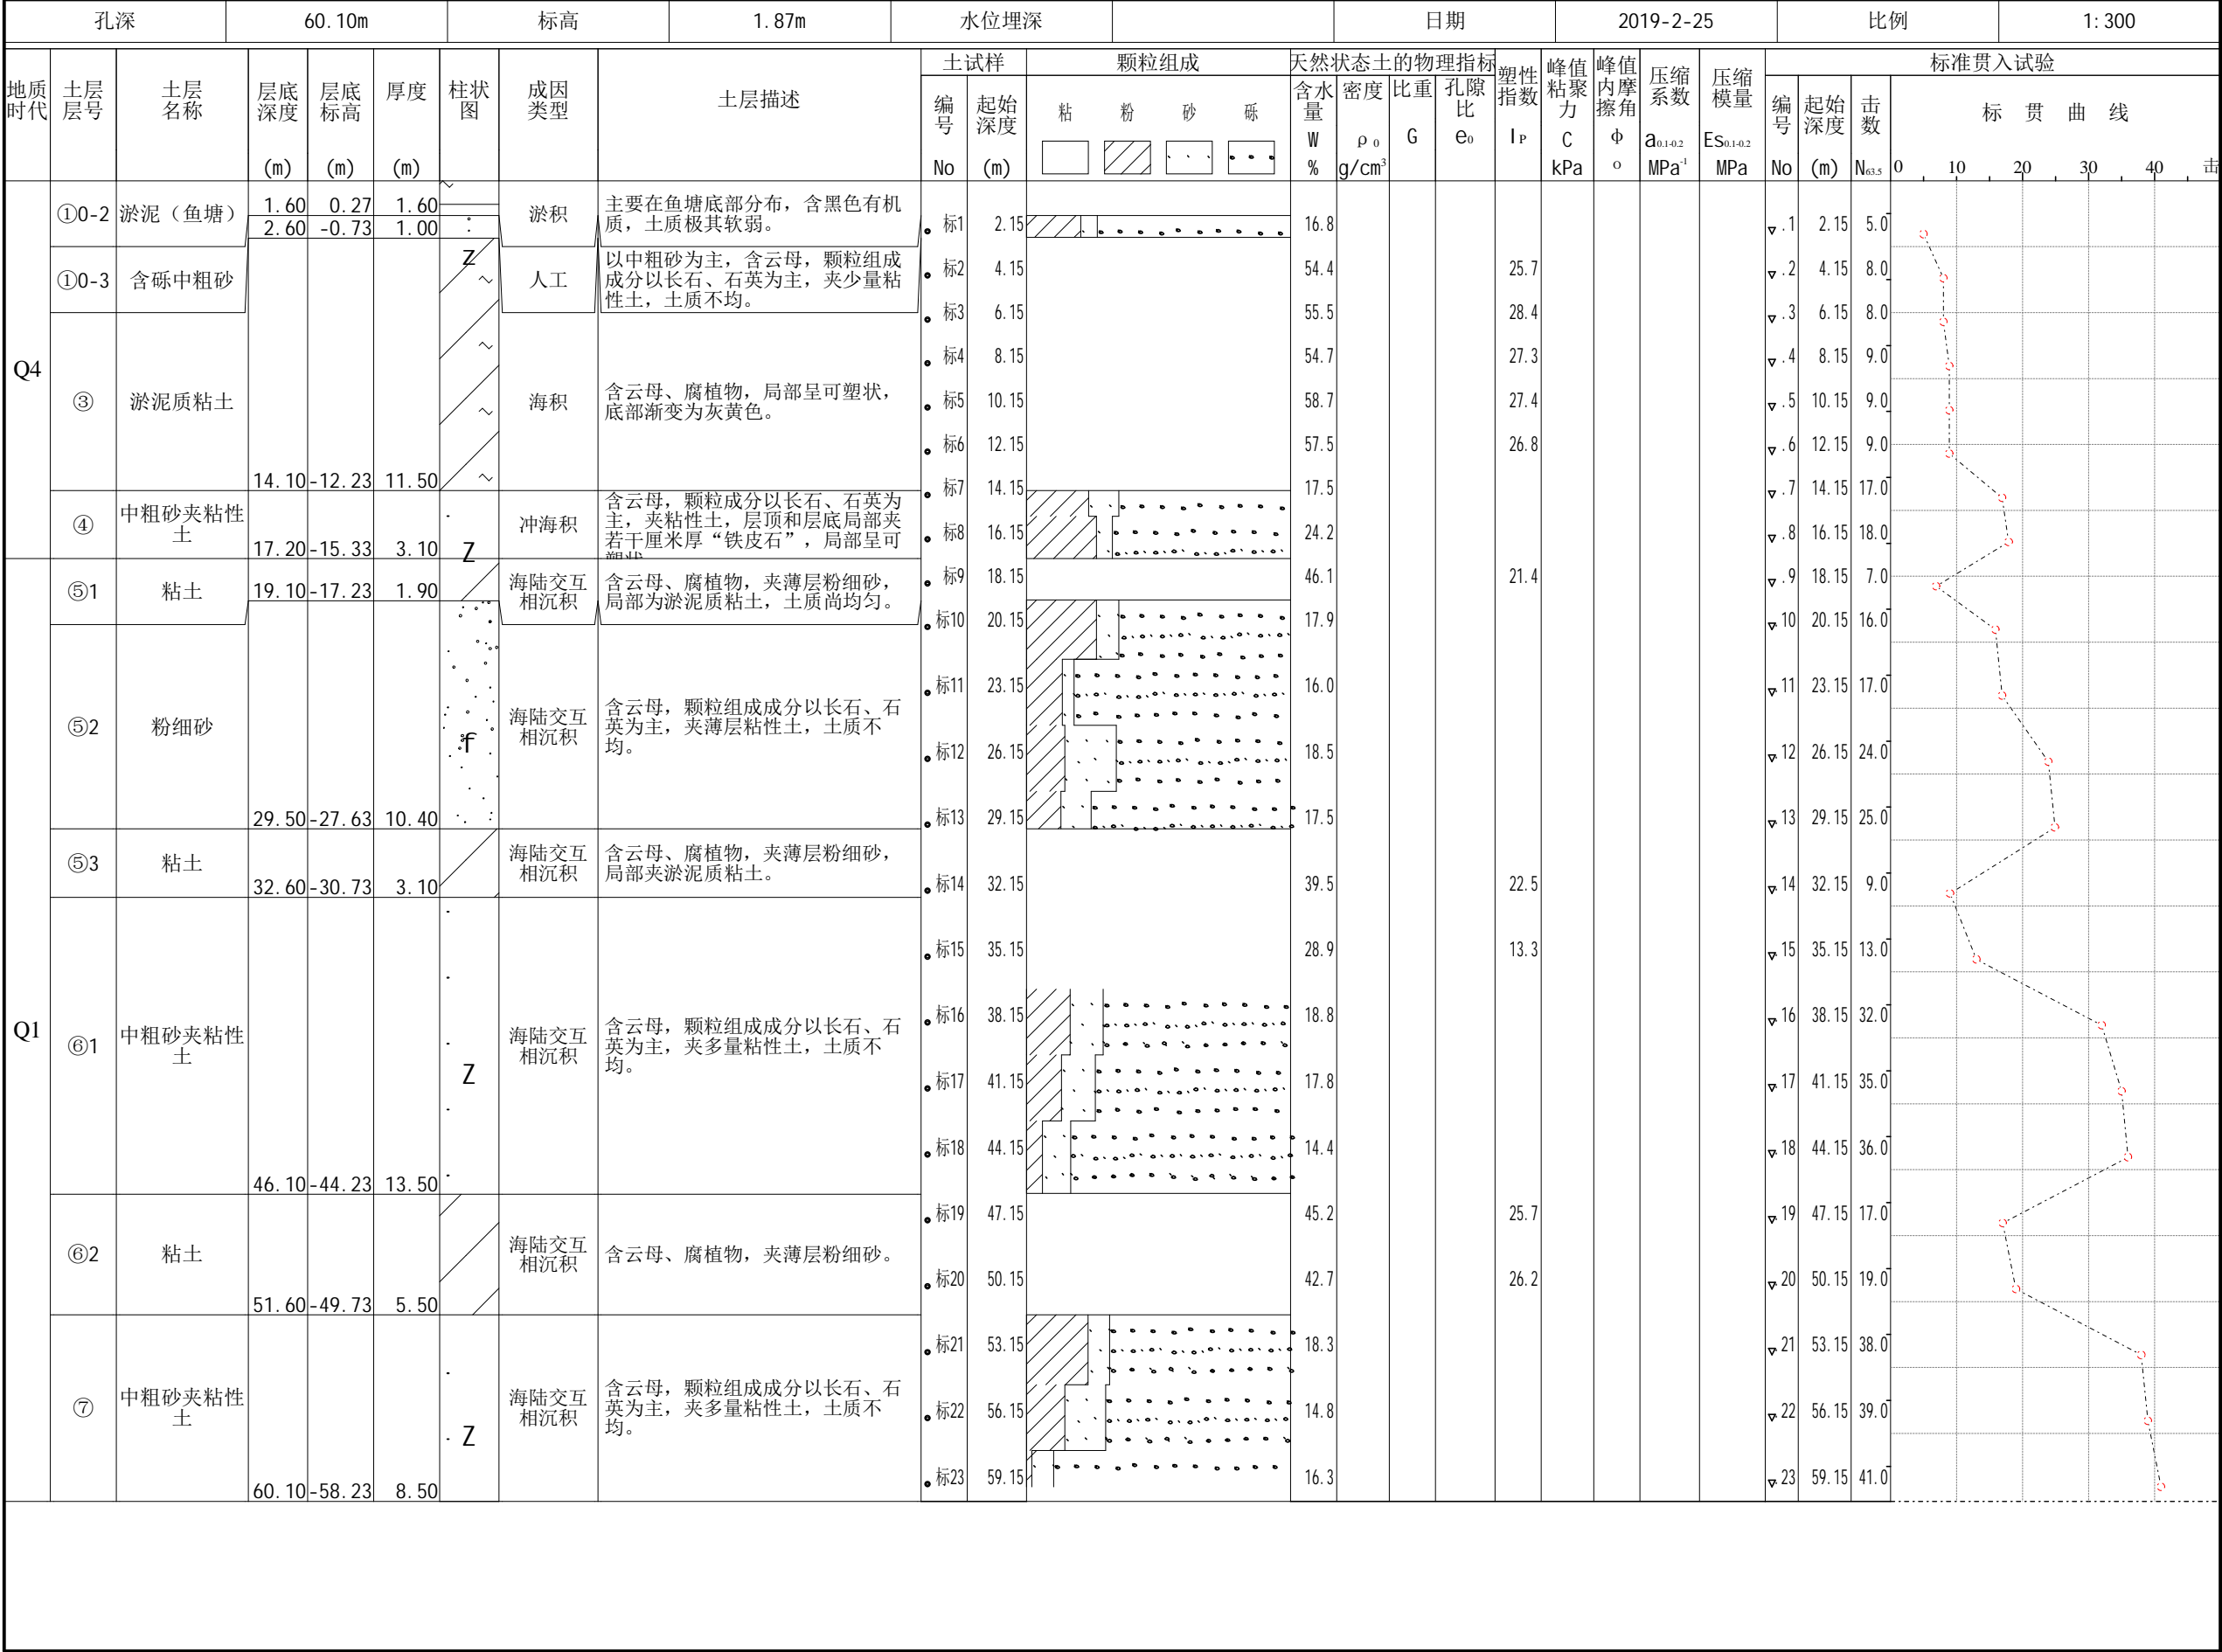 孔深 60.10m 标高 1.87m 水位埋深 日期 2019-2-25 比例 1:300
地质时代 土层层号 土层名称 层底深度 (m) 层底标高 (m) 厚度 (m) 柱状图 成因类型 土层描述
土试样 编号 No 起始深度 (m)
颗粒组成 粘 粉 砂 砾
天然状态土的物理指标 含水量 W % 密度 ρ0 g/cm³ 比重 G 孔隙比 e0
塑性指数 IP 峰值粘聚力 C kPa 峰值内摩擦角 ф o 压缩系数 a0.1-0.2 MPa-1 压缩模量 Es0.1-0.2 MPa
标准贯入试验 编号 No 起始深度 (m) 击数 N63.5 标贯曲线
0 10 20 30 40 击
Q4
①0-2 淤泥（鱼塘） 1.60 0.27 1.60 淤积
主要在鱼塘底部分布，含黑色有机
质，土质极其软弱。
2.60 -0.73 1.00
①0-3 含砾中粗砂 Z 人工
以中粗砂为主，含云母，颗粒组成
成分以长石、石英为主，夹少量粘
性土，土质不均。
③ 淤泥质粘土 14.10 -12.23 11.50 海积
含云母、腐植物，局部呈可塑状，
底部渐变为灰黄色。
④ 中粗砂夹粘性土 17.20 -15.33 3.10 Z 冲海积
含云母，颗粒成分以长石、石英为
主，夹粘性土，层顶和层底局部夹
若干厘米厚“铁皮石”，局部呈可
Q1
⑤1 粘土 19.10 -17.23 1.90 海陆交互相沉积
含云母、腐植物，夹薄层粉细砂，
局部为淤泥质粘土，土质尚均匀。
⑤2 粉细砂 29.50 -27.63 10.40 f 海陆交互相沉积
含云母，颗粒组成成分以长石、石
英为主，夹薄层粘性土，土质不
均。
⑤3 粘土 32.60 -30.73 3.10 海陆交互相沉积
含云母、腐植物，夹薄层粉细砂，
局部夹淤泥质粘土。
⑥1 中粗砂夹粘性土 46.10 -44.23 13.50 Z 海陆交互相沉积
含云母，颗粒组成成分以长石、石
英为主，夹多量粘性土，土质不
均。
⑥2 粘土 51.60 -49.73 5.50 海陆交互相沉积
含云母、腐植物，夹薄层粉细砂。
⑦ 中粗砂夹粘性土 60.10 -58.23 8.50 Z 海陆交互相沉积
含云母，颗粒组成成分以长石、石
英为主，夹多量粘性土，土质不
均。
标1 2.15 16.8 .1 2.15 5.0
标2 4.15 54.4 25.7 .2 4.15 8.0
标3 6.15 55.5 28.4 .3 6.15 8.0
标4 8.15 54.7 27.3 .4 8.15 9.0
标5 10.15 58.7 27.4 .5 10.15 9.0
标6 12.15 57.5 26.8 .6 12.15 9.0
标7 14.15 17.5 .7 14.15 17.0
标8 16.15 24.2 .8 16.15 18.0
标9 18.15 46.1 21.4 .9 18.15 7.0
标10 20.15 17.9 10 20.15 16.0
标11 23.15 16.0 11 23.15 17.0
标12 26.15 18.5 12 26.15 24.0
标13 29.15 17.5 13 29.15 25.0
标14 32.15 39.5 22.5 14 32.15 9.0
标15 35.15 28.9 13.3 15 35.15 13.0
标16 38.15 18.8 16 38.15 32.0
标17 41.15 17.8 17 41.15 35.0
标18 44.15 14.4 18 44.15 36.0
标19 47.15 45.2 25.7 19 47.15 17.0
标20 50.15 42.7 26.2 20 50.15 19.0
标21 53.15 18.3 21 53.15 38.0
标22 56.15 14.8 22 56.15 39.0
标23 59.15 16.3 23 59.15 41.0